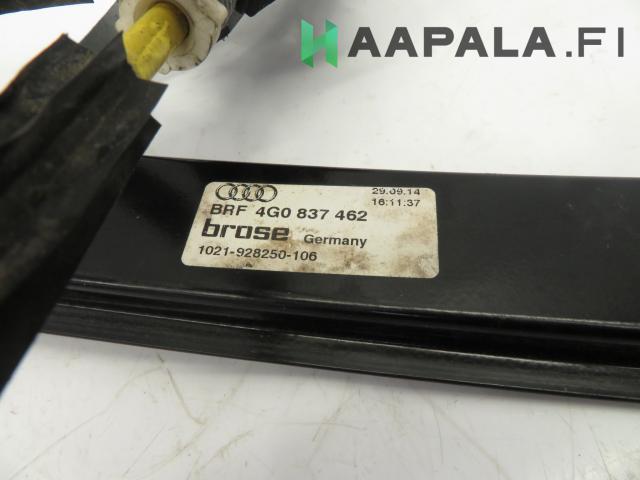 HAAPALA.FI
29.09.14
16:11:37
BRF 4G0 837 462
brose Germany
1021-928250-106